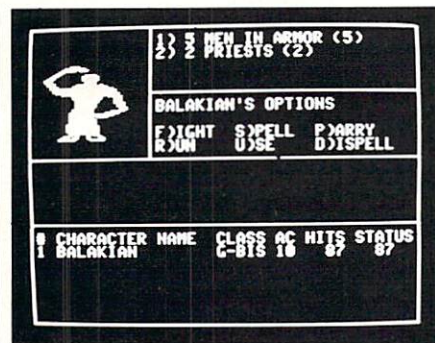 1) 5 MEN IN ARMOR (5)
2) 2 PRIESTS (2)
BALAKIAN'S OPTIONS
F)IGHT S)PELL P)ARRY
R)UN U)SE D)ISPELL
# CHARACTER NAME CLASS AC HITS STATUS
1 BALAKIAN G-BIS 10 87 87